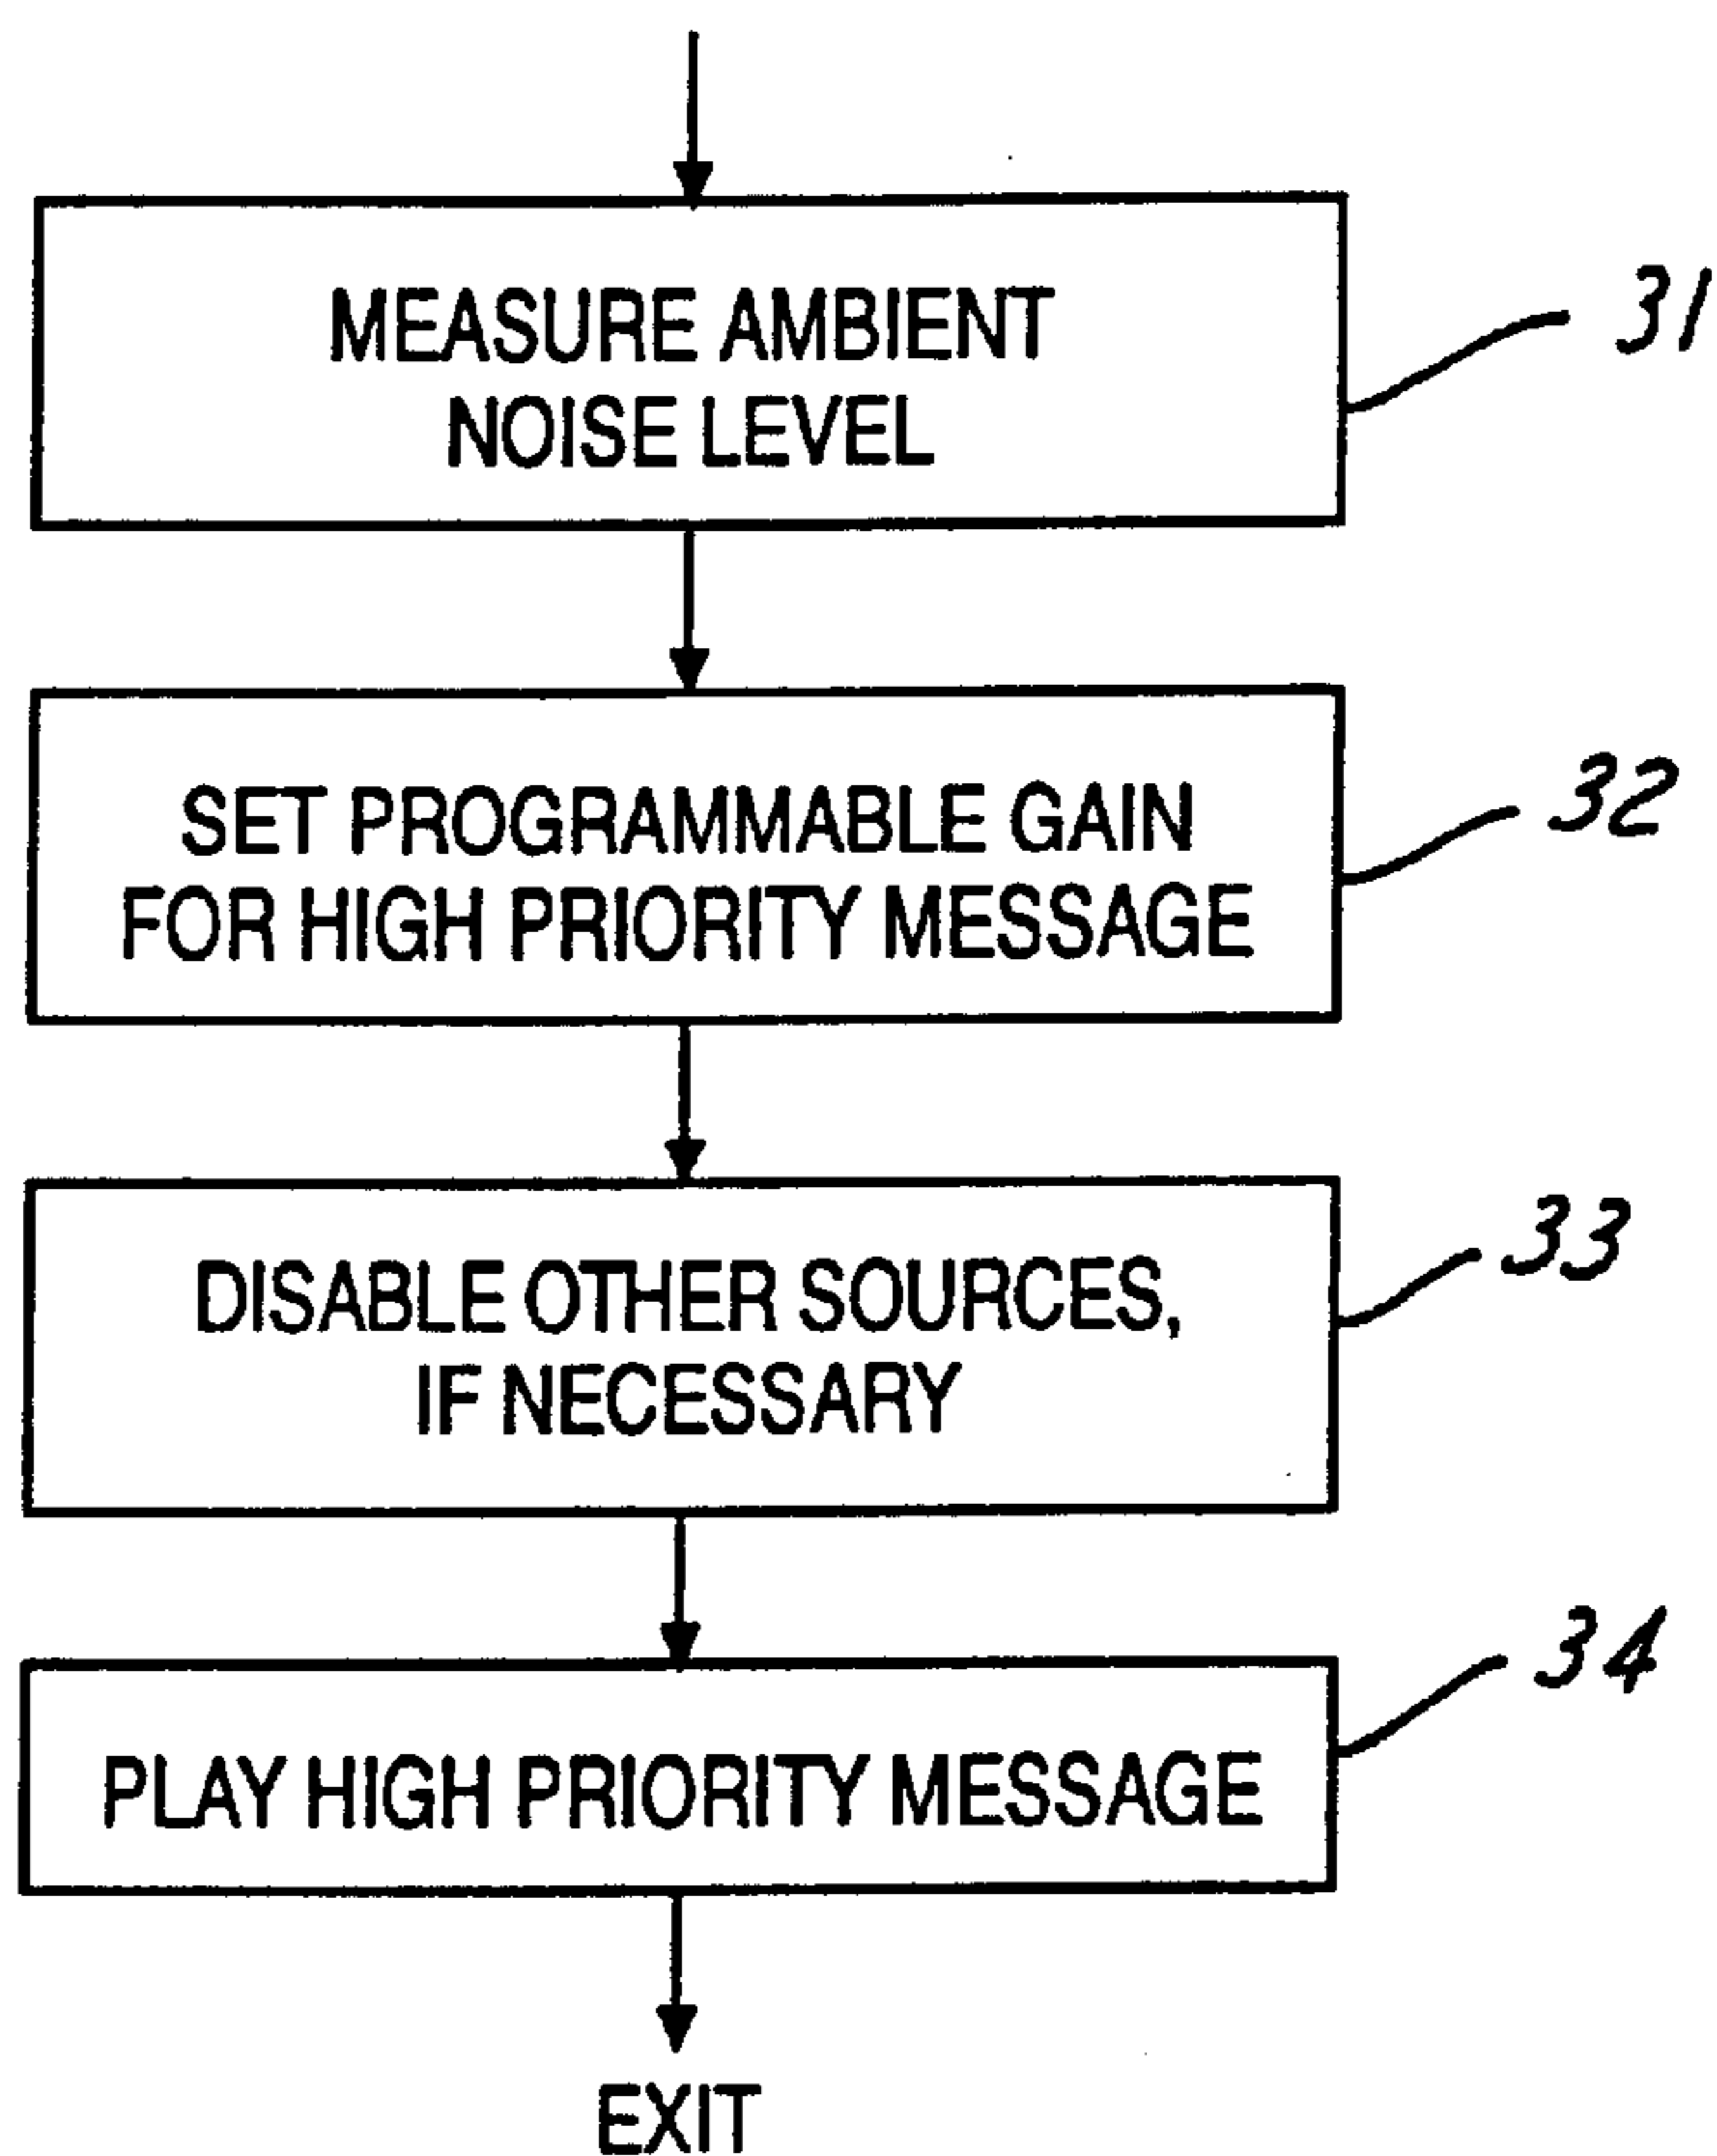 MEASURE AMBIENT
NOISE LEVEL
31
SET PROGRAMMABLE GAIN
FOR HIGH PRIORITY MESSAGE
32
DISABLE OTHER SOURCES,
IF NECESSARY
33
PLAY HIGH PRIORITY MESSAGE
34
EXIT